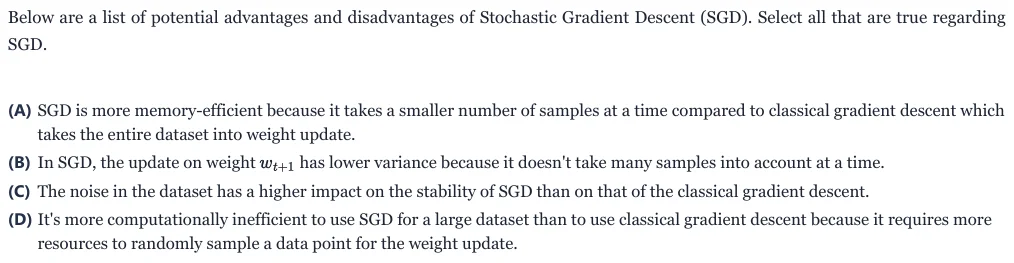 Below are a list of potential advantages and disadvantages of Stochastic Gradient Descent (SGD). Select all that are true regarding
SGD.
(A) SGD is more memory-efficient because it takes a smaller number of samples at a time compared to classical gradient descent which
takes the entire dataset into weight update.
(B) In SGD, the update on weight w_{t+1} has lower variance because it doesn't take many samples into account at a time.
(C) The noise in the dataset has a higher impact on the stability of SGD than on that of the classical gradient descent.
(D) It's more computationally inefficient to use SGD for a large dataset than to use classical gradient descent because it requires more
resources to randomly sample a data point for the weight update.